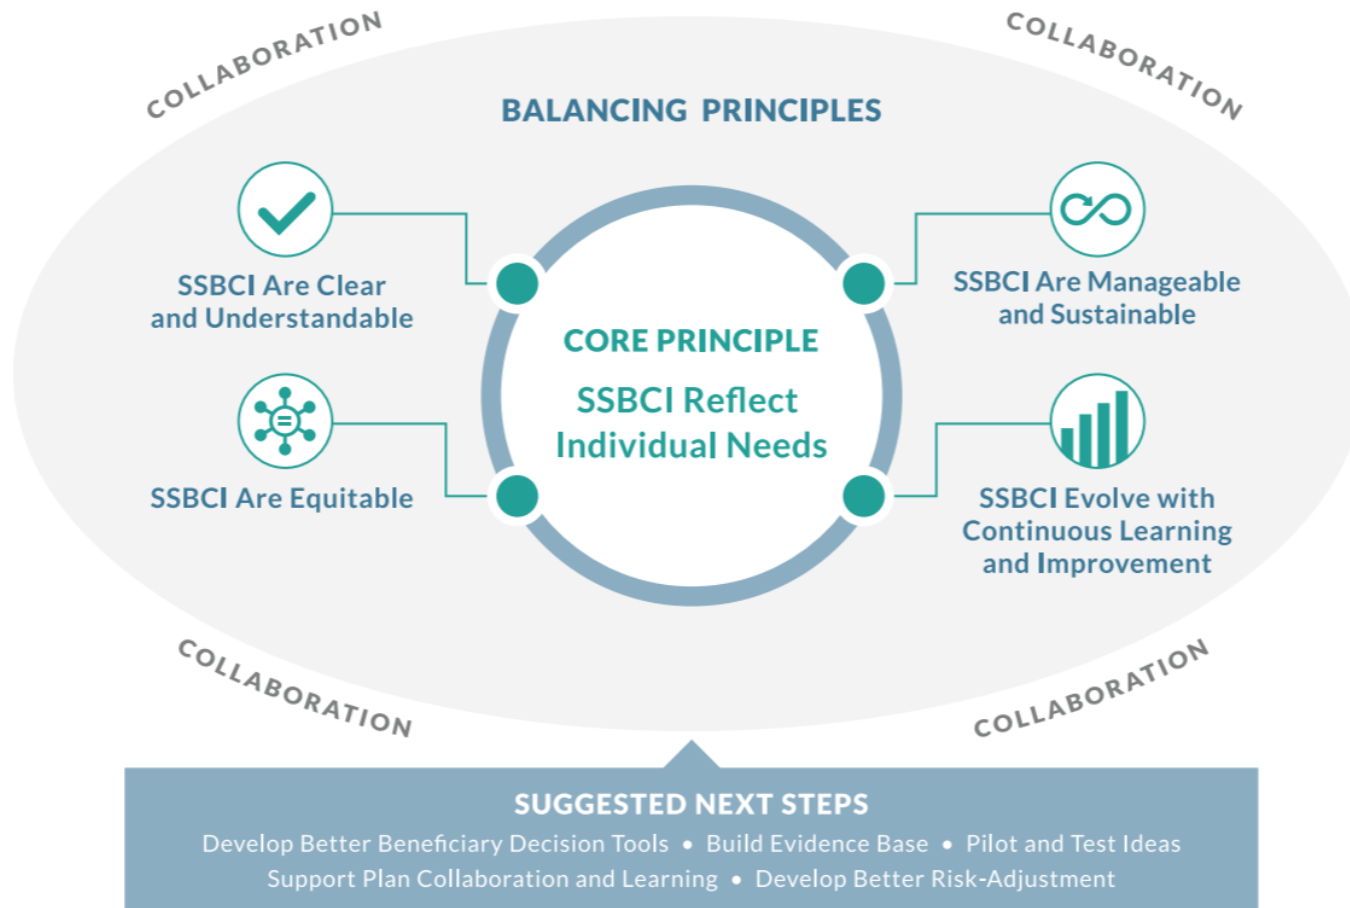 COLLABORATION
COLLABORATION
BALANCING PRINCIPLES
SSBCI Are Clear
and Understandable
SSBCI Are Manageable
and Sustainable
CORE PRINCIPLE
SSBCI Reflect
Individual Needs
SSBCI Are Equitable
SSBCI Evolve with
Continuous Learning
and Improvement
COLLABORATION
COLLABORATION
SUGGESTED NEXT STEPS
Develop Better Beneficiary Decision Tools • Build Evidence Base • Pilot and Test Ideas
Support Plan Collaboration and Learning • Develop Better Risk-Adjustment